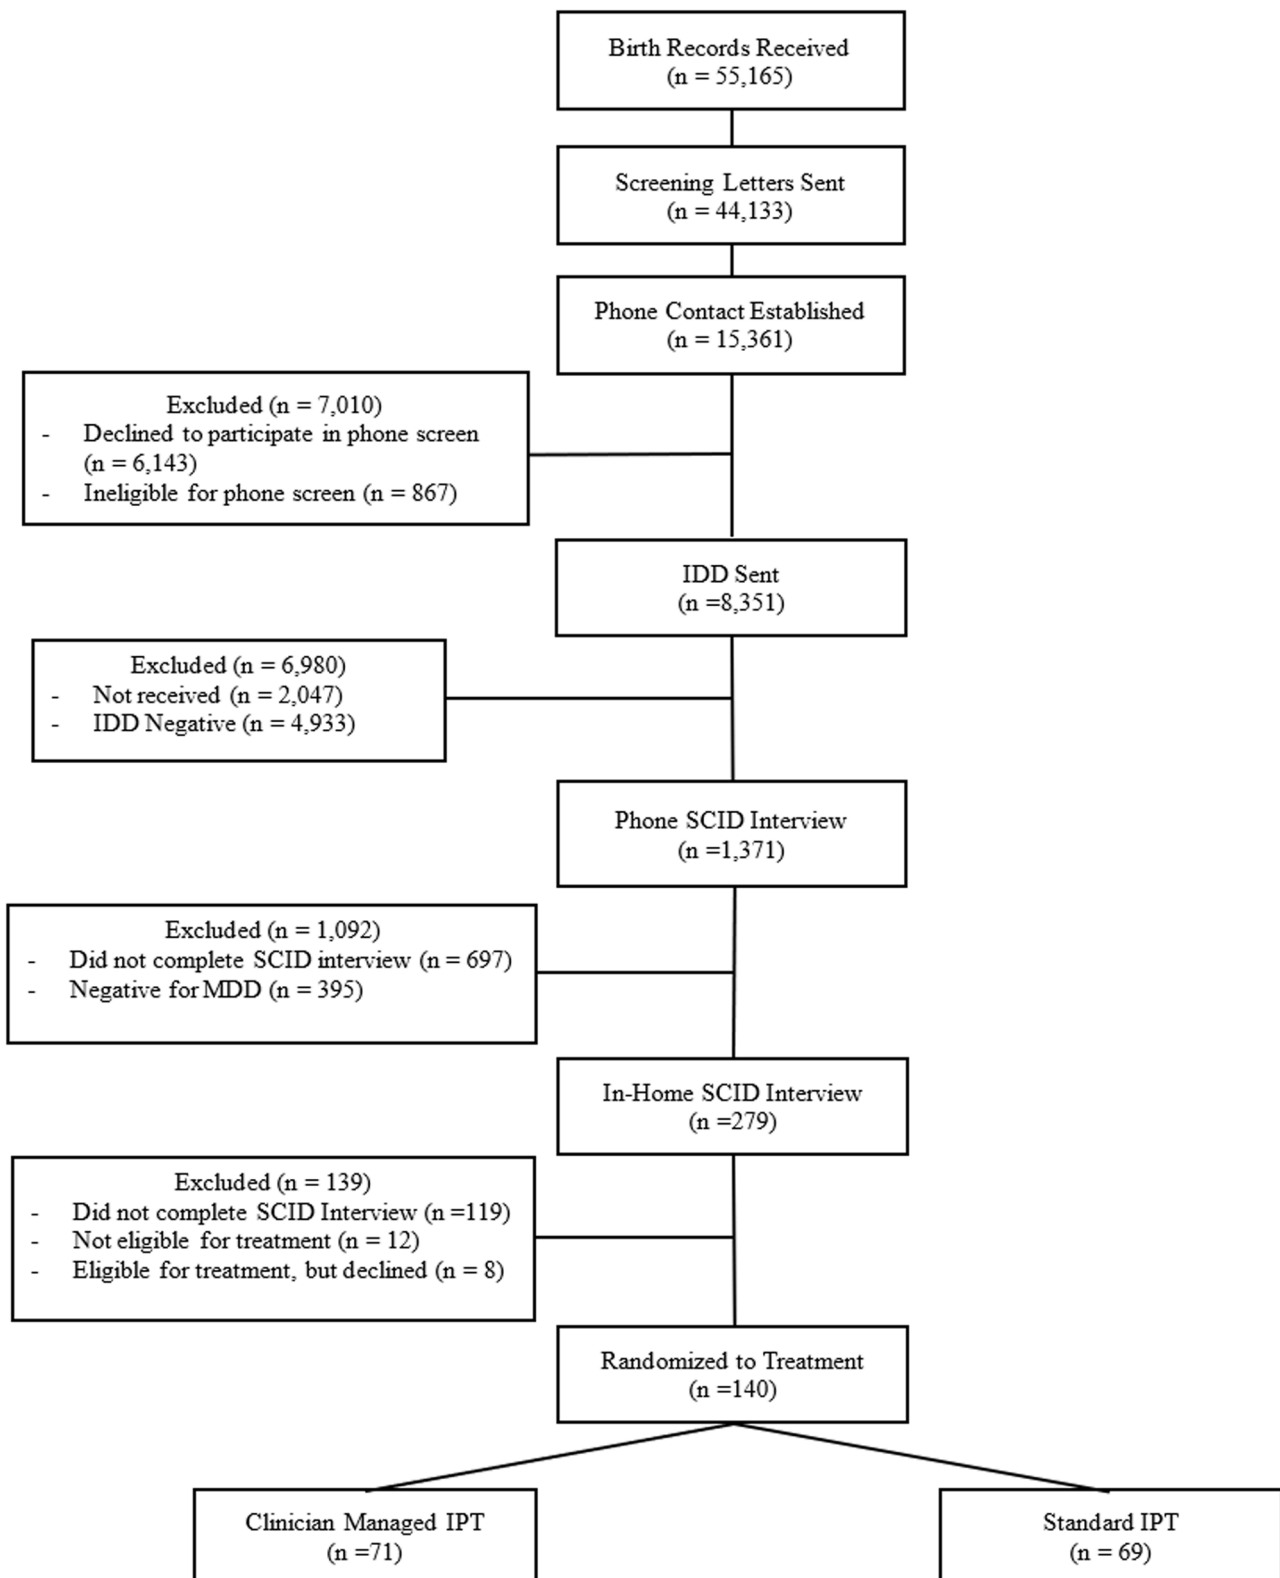 Birth Records Received
(n = 55,165)
Screening Letters Sent
(n = 44,133)
Phone Contact Established
(n = 15,361)
Excluded (n = 7,010)
- Declined to participate in phone screen
(n = 6,143)
- Ineligible for phone screen (n = 867)
IDD Sent
(n =8,351)
Excluded (n = 6,980)
- Not received (n = 2,047)
- IDD Negative (n = 4,933)
Phone SCID Interview
(n =1,371)
Excluded (n = 1,092)
- Did not complete SCID interview (n = 697)
- Negative for MDD (n = 395)
In-Home SCID Interview
(n =279)
Excluded (n = 139)
- Did not complete SCID Interview (n =119)
- Not eligible for treatment (n = 12)
- Eligible for treatment, but declined (n = 8)
Randomized to Treatment
(n =140)
Clinician Managed IPT
(n =71)
Standard IPT
(n = 69)